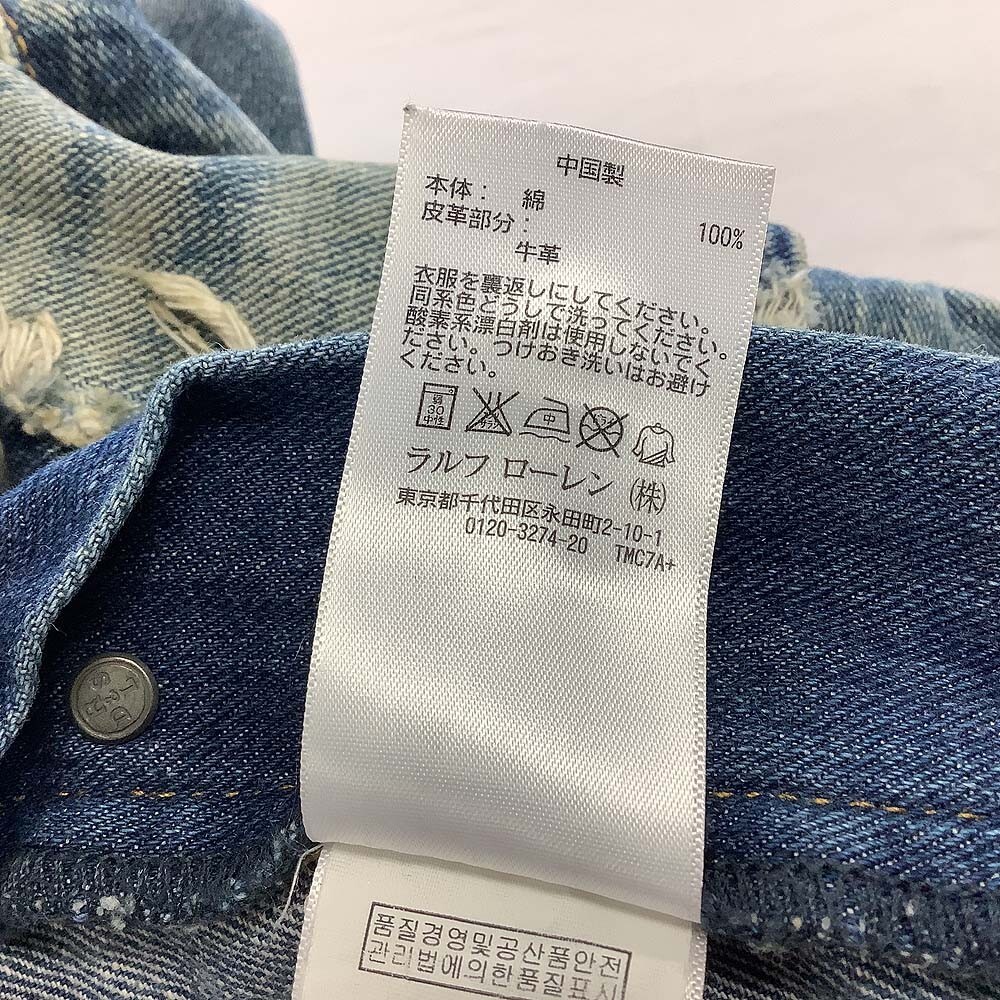 中国製
本体： 綿 100%
皮革部分：
牛革
衣服を裏返しにしてください。
同系色どうしで洗ってください。
酸素系漂白剤は使用しないでく
ださい。つけおき洗いはお避け
ください。
弱
30
中性
中
ラルフ ローレン (株)
東京都千代田区永田町2-10-1
0120-3274-20 TMC7A+
품질경영및공산품안전
관리법에의한품질표시